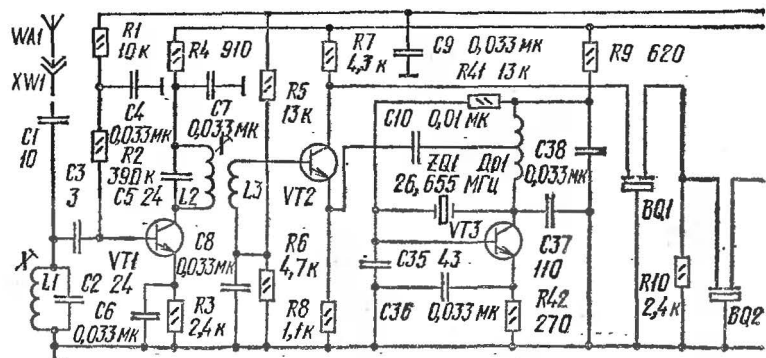 WA1
XW1
C1
10
R1
10к
C4
0,033мк
R2
390к
C3
3
C5 24
R4 910
C7
0,033мк
L2
L3
VT1
L1
C2 24
C6
0,033мк
C8
0,033мк
R3
2,4к
R5
13к
R6
4,7к
VT2
R7
4,3к
R8
1,1к
C9 0,033мк
R41 13к
C10 0,01мк
ZQ1
26,655 МГц
Др1
VT3
C35 43
C36 0,033мк
R42
270
C37
110
C38
0,033мк
R9 620
BQ1
R10
2,4к
BQ2